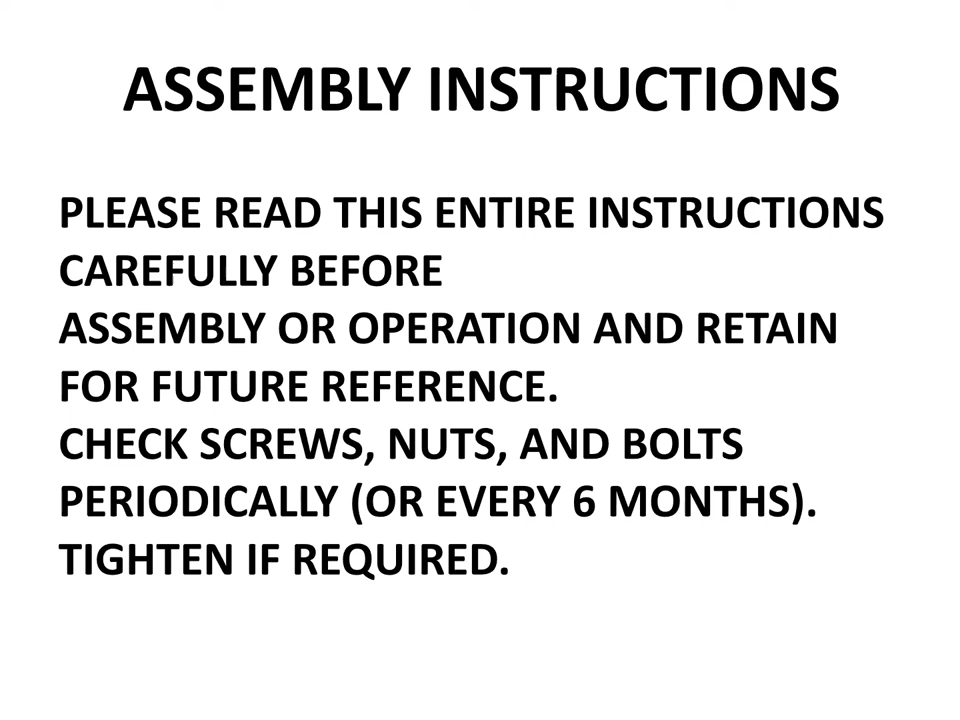 ASSEMBLY INSTRUCTIONS
PLEASE READ THIS ENTIRE INSTRUCTIONS
CAREFULLY BEFORE
ASSEMBLY OR OPERATION AND RETAIN
FOR FUTURE REFERENCE.
CHECK SCREWS, NUTS, AND BOLTS
PERIODICALLY (OR EVERY 6 MONTHS).
TIGHTEN IF REQUIRED.